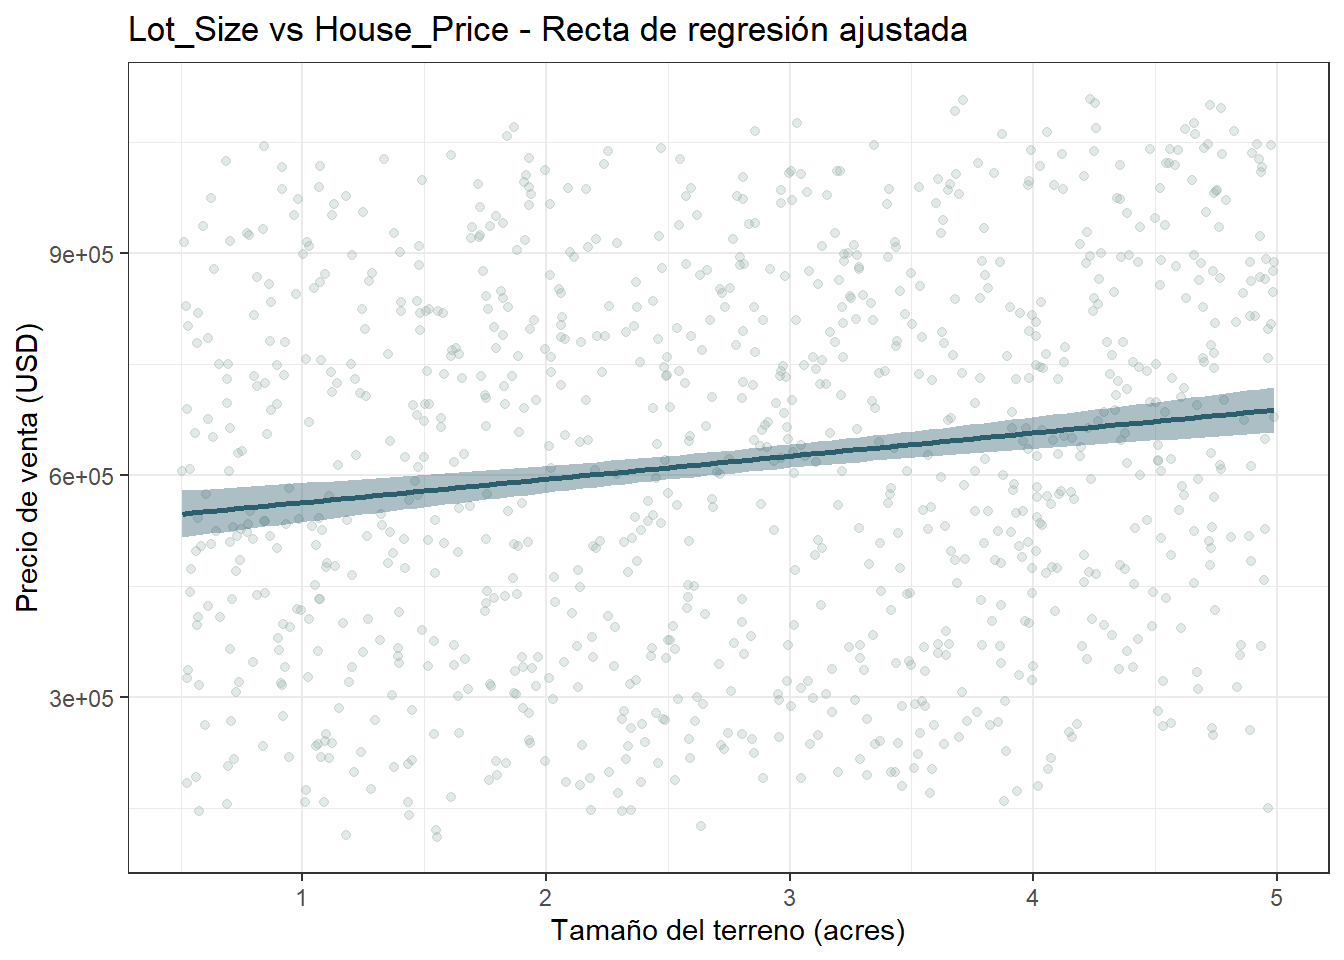 Lot_Size vs House_Price - Recta de regresión ajustada
Precio de venta (USD)
9e+05
6e+05
3e+05
1 2 3 4 5
Tamaño del terreno (acres)